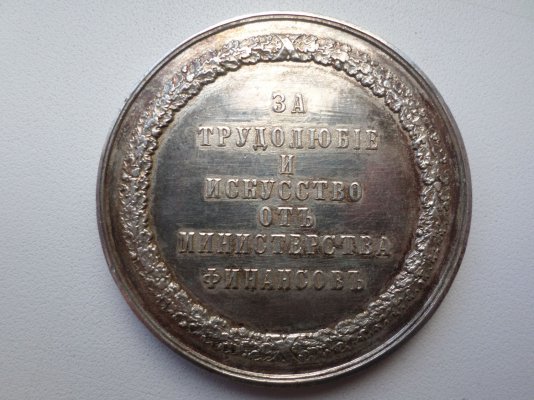 ЗА
ТРУДОЛЮБІЕ
И
ИСКУССТВО
ОТЪ
МИНИСТЕРСТВА
ФИНАНСОВЪ